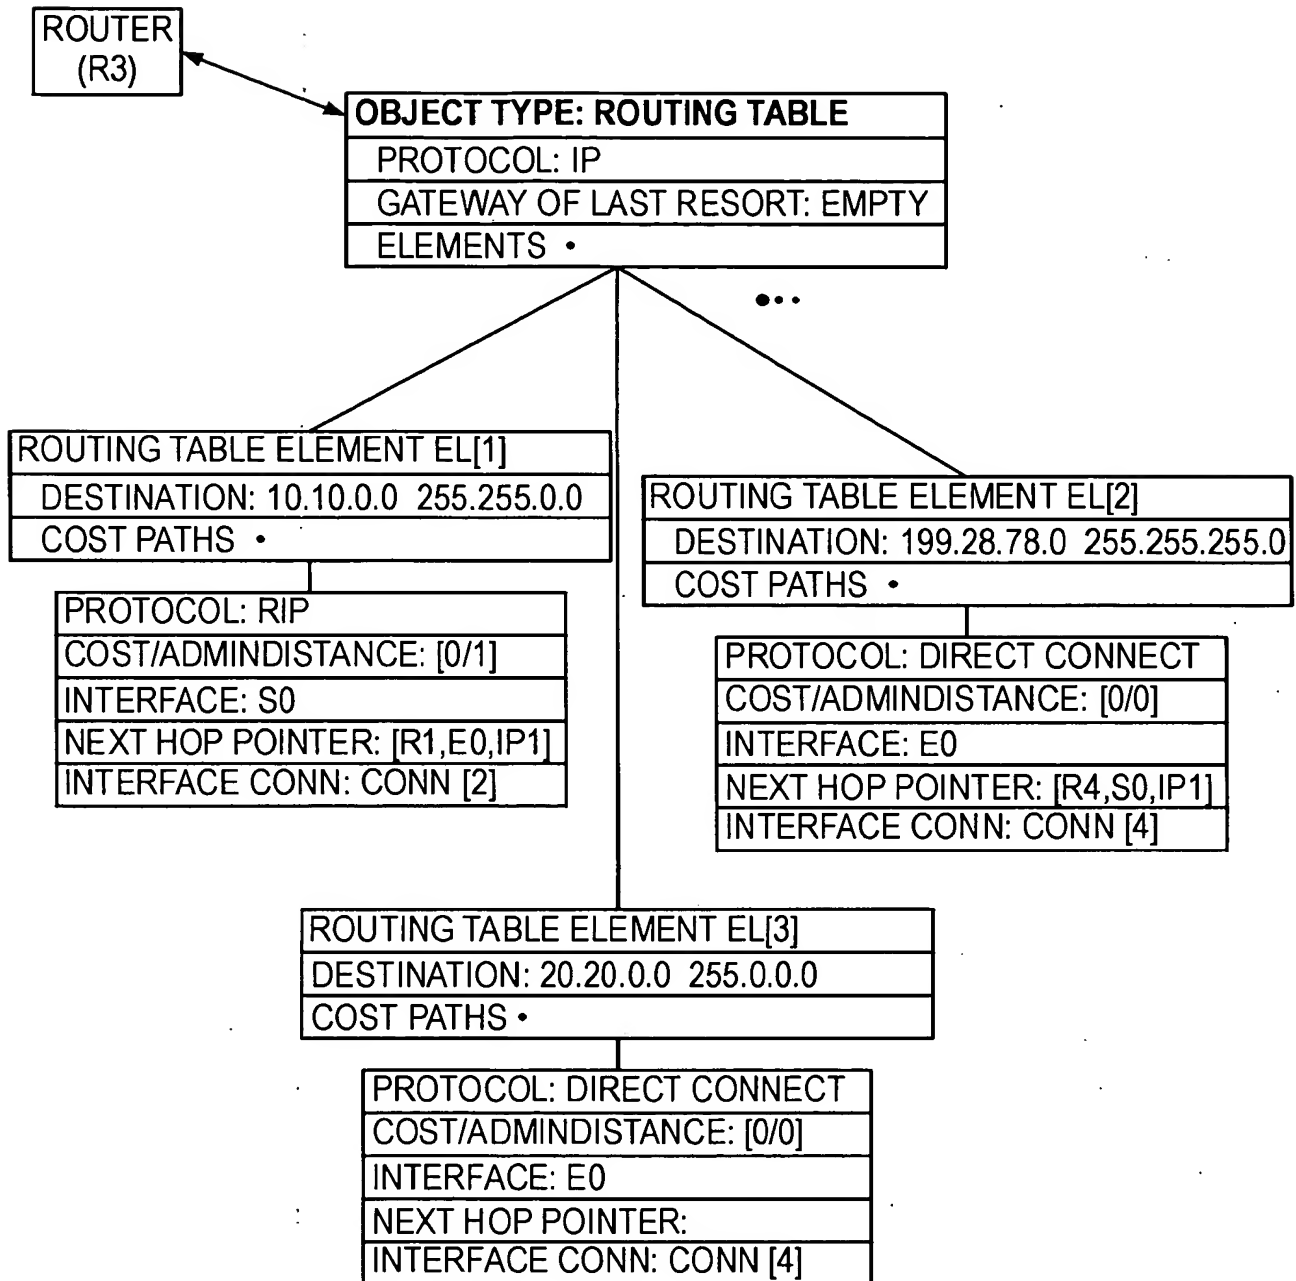 ROUTER
(R3)
OBJECT TYPE: ROUTING TABLE
PROTOCOL: IP
GATEWAY OF LAST RESORT: EMPTY
ELEMENTS •
ROUTING TABLE ELEMENT EL[1]
DESTINATION: 10.10.0.0 255.255.0.0
COST PATHS •
PROTOCOL: RIP
COST/ADMINDISTANCE: [0/1]
INTERFACE: S0
NEXT HOP POINTER: [R1,E0,IP1]
INTERFACE CONN: CONN [2]
ROUTING TABLE ELEMENT EL[2]
DESTINATION: 199.28.78.0 255.255.255.0
COST PATHS •
PROTOCOL: DIRECT CONNECT
COST/ADMINDISTANCE: [0/0]
INTERFACE: E0
NEXT HOP POINTER: [R4,S0,IP1]
INTERFACE CONN: CONN [4]
ROUTING TABLE ELEMENT EL[3]
DESTINATION: 20.20.0.0 255.0.0.0
COST PATHS •
PROTOCOL: DIRECT CONNECT
COST/ADMINDISTANCE: [0/0]
INTERFACE: E0
NEXT HOP POINTER:
INTERFACE CONN: CONN [4]